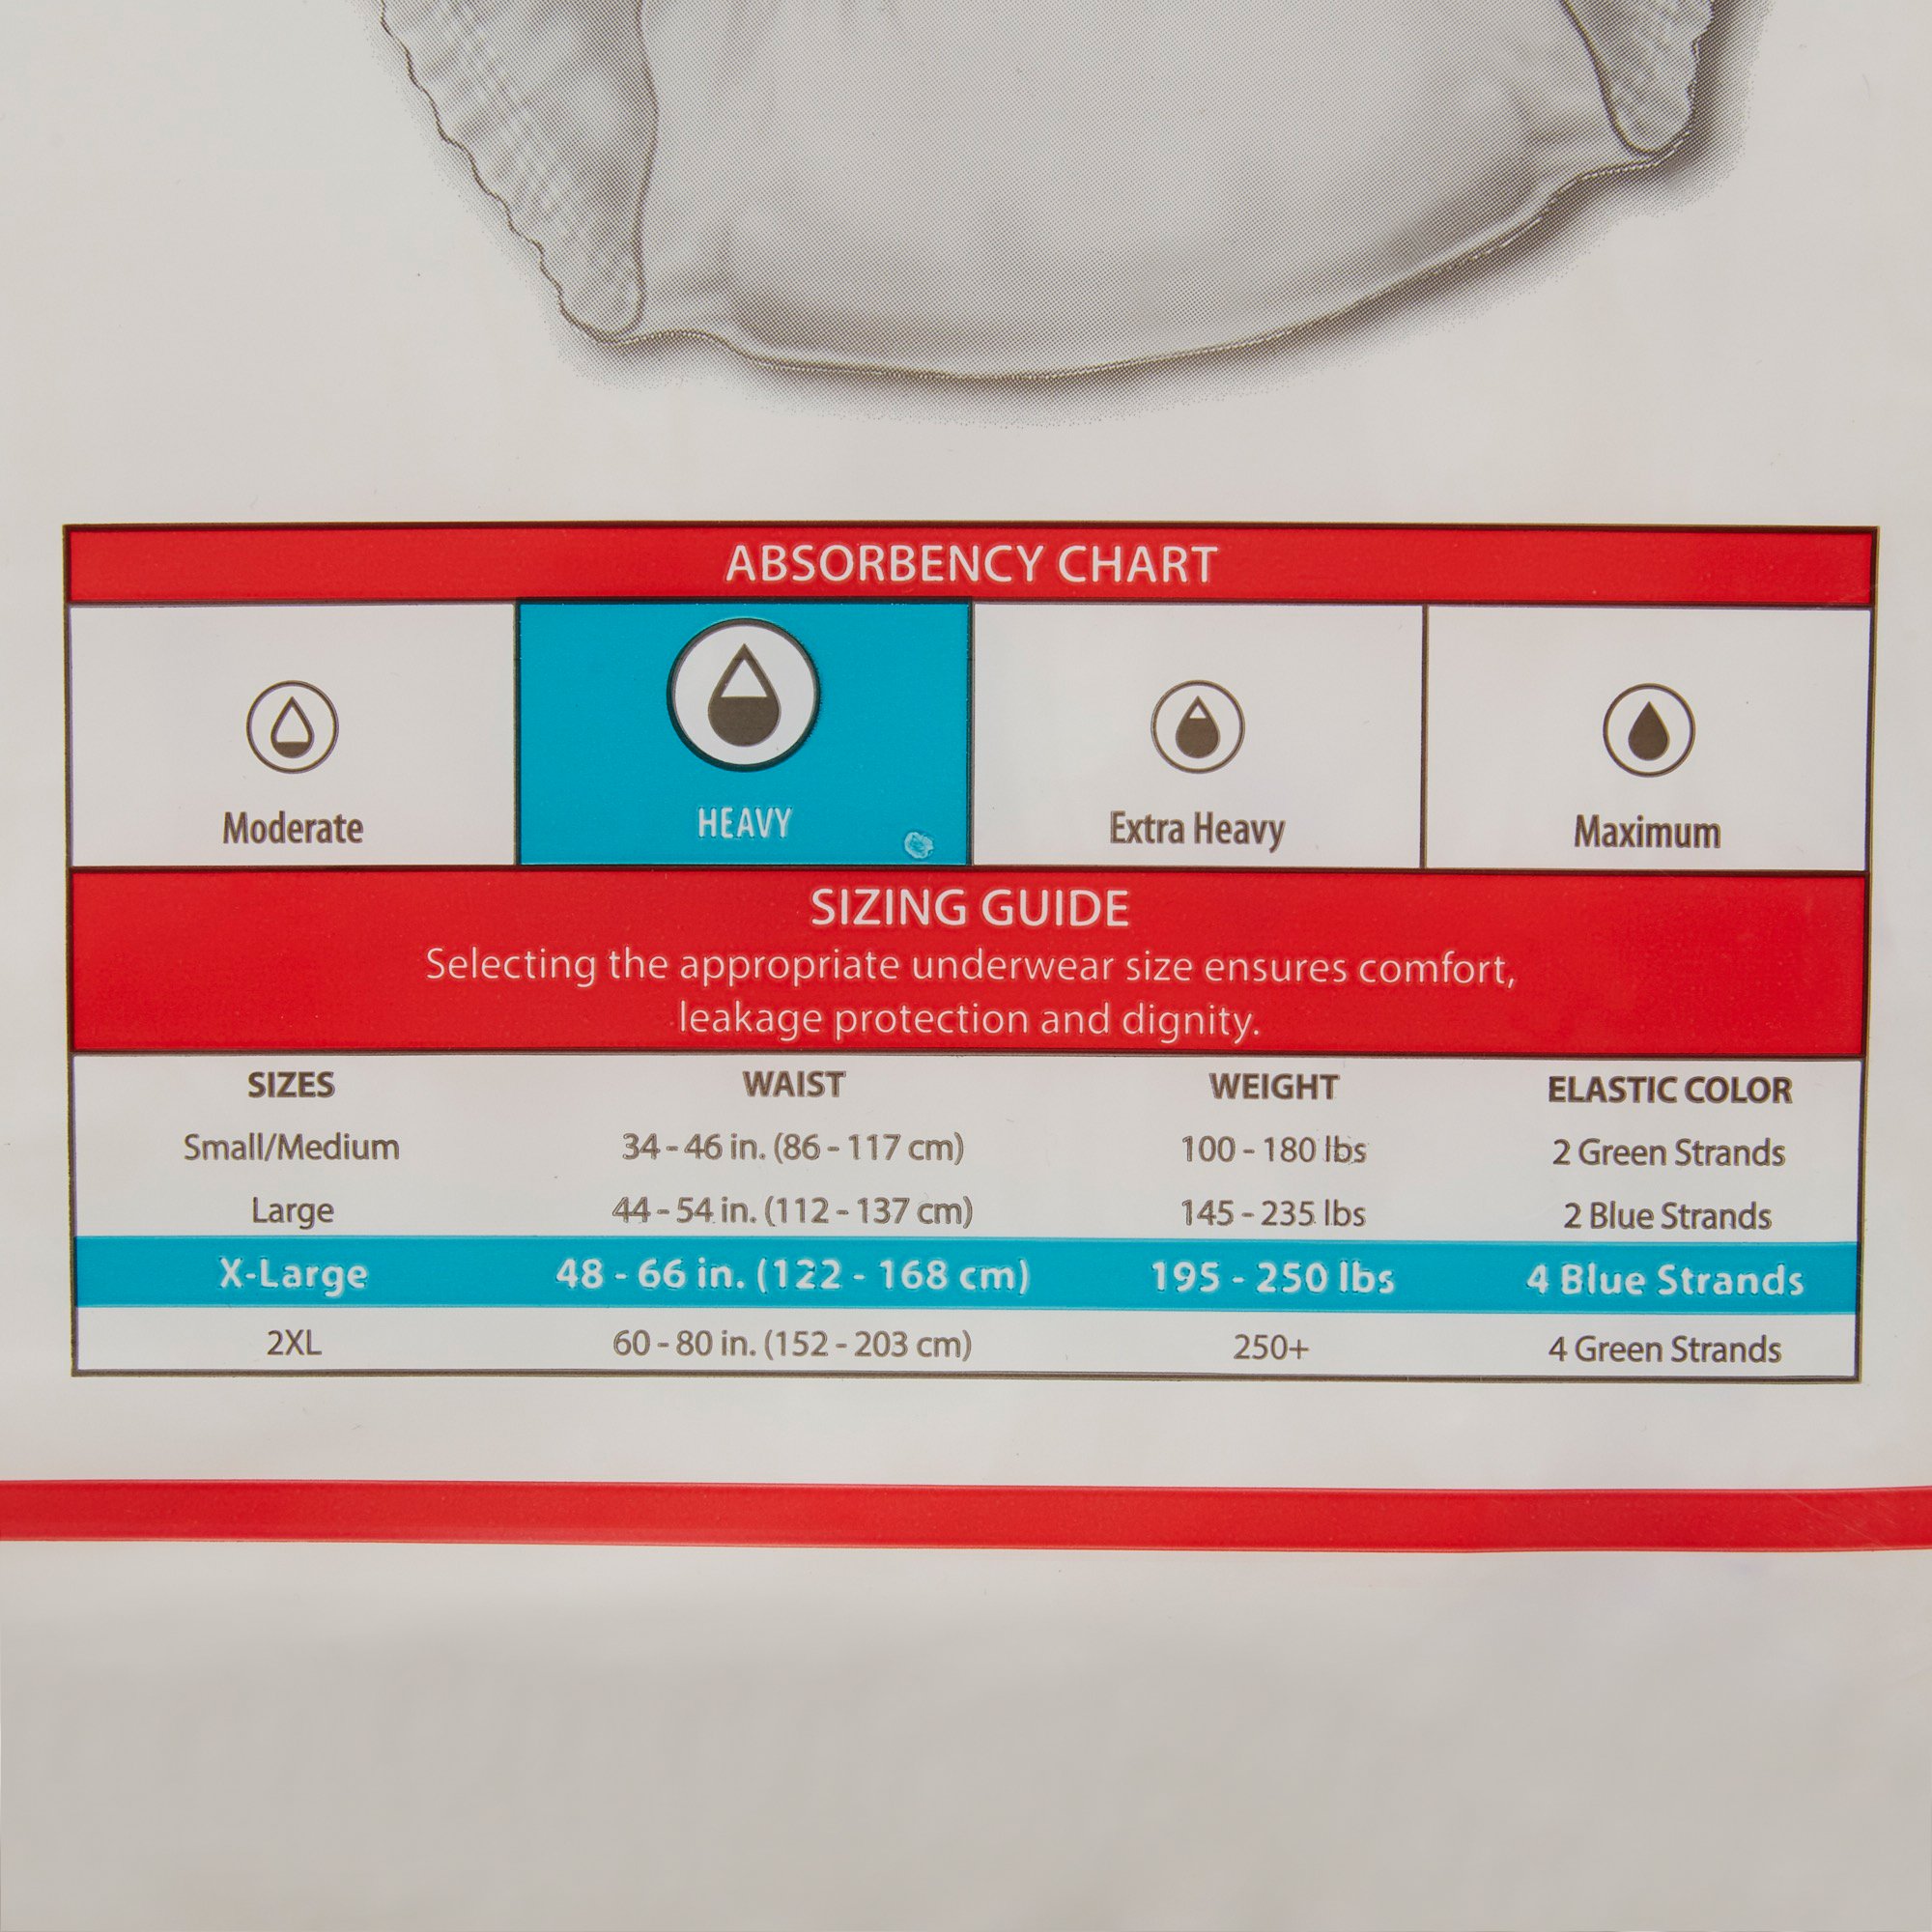 ABSORBENCY CHART
Moderate HEAVY Extra Heavy Maximum
SIZING GUIDE
Selecting the appropriate underwear size ensures comfort,
leakage protection and dignity.
SIZES WAIST WEIGHT ELASTIC COLOR
Small/Medium 34 - 46 in. (86 - 117 cm) 100 - 180 lbs 2 Green Strands
Large 44 - 54 in. (112 - 137 cm) 145 - 235 lbs 2 Blue Strands
X-Large 48 - 66 in. (122 - 168 cm) 195 - 250 lbs 4 Blue Strands
2XL 60 - 80 in. (152 - 203 cm) 250+ 4 Green Strands